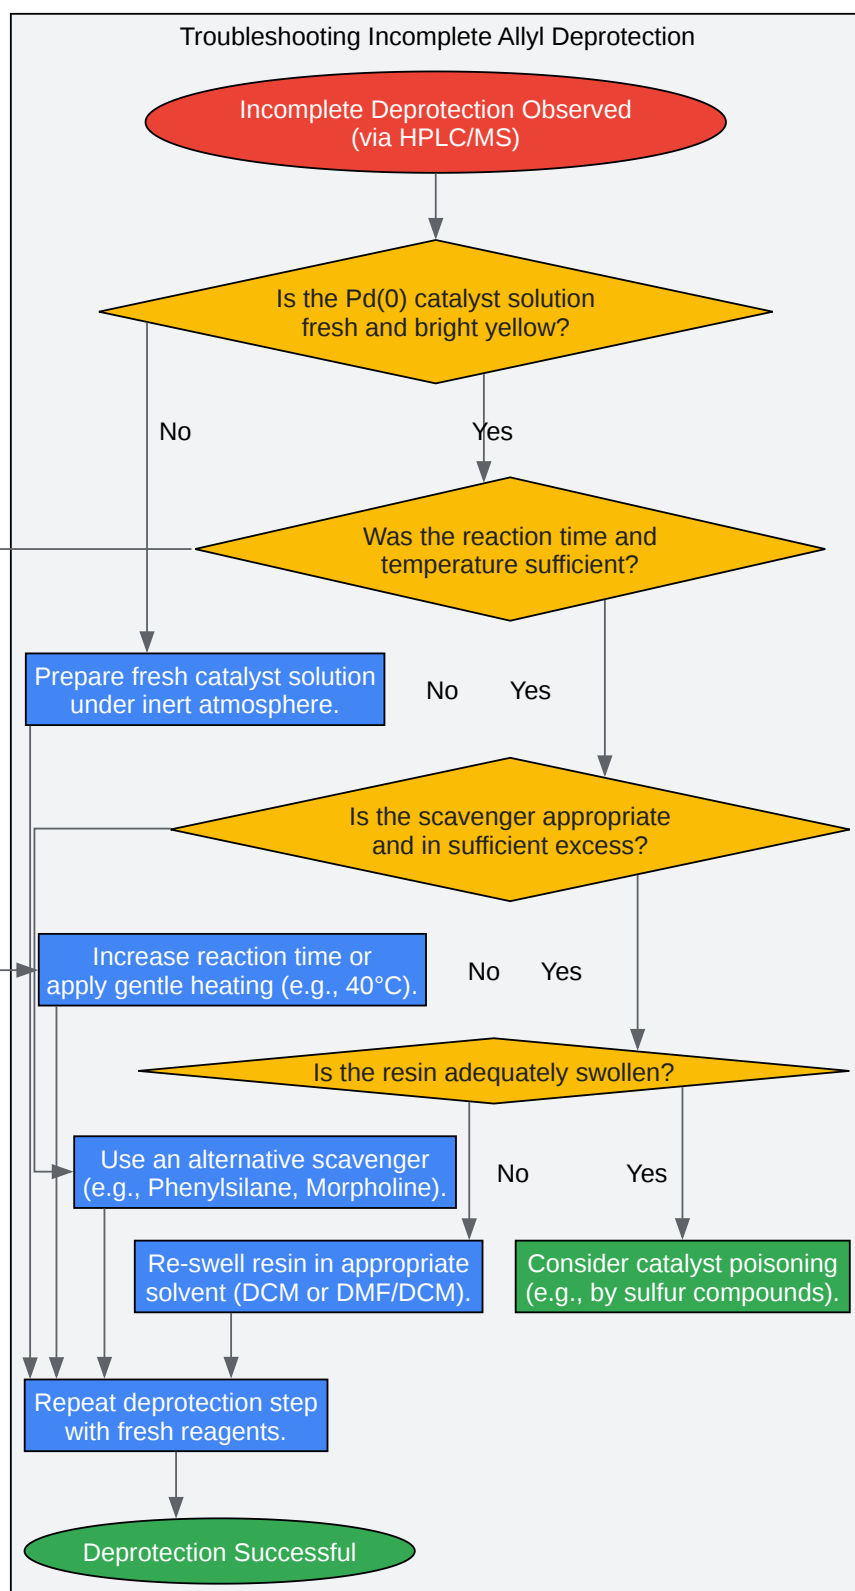 Troubleshooting Incomplete Allyl Deprotection
Incomplete Deprotection Observed
(via HPLC/MS)
Is the Pd(0) catalyst solution
fresh and bright yellow?
No
Yes
Was the reaction time and
temperature sufficient?
Prepare fresh catalyst solution
under inert atmosphere.
No
Yes
Is the scavenger appropriate
and in sufficient excess?
Increase reaction time or
apply gentle heating (e.g., 40°C).
No
Yes
Is the resin adequately swollen?
Use an alternative scavenger
(e.g., Phenylsilane, Morpholine).
No
Yes
Re-swell resin in appropriate
solvent (DCM or DMF/DCM).
Consider catalyst poisoning
(e.g., by sulfur compounds).
Repeat deprotection step
with fresh reagents.
Deprotection Successful